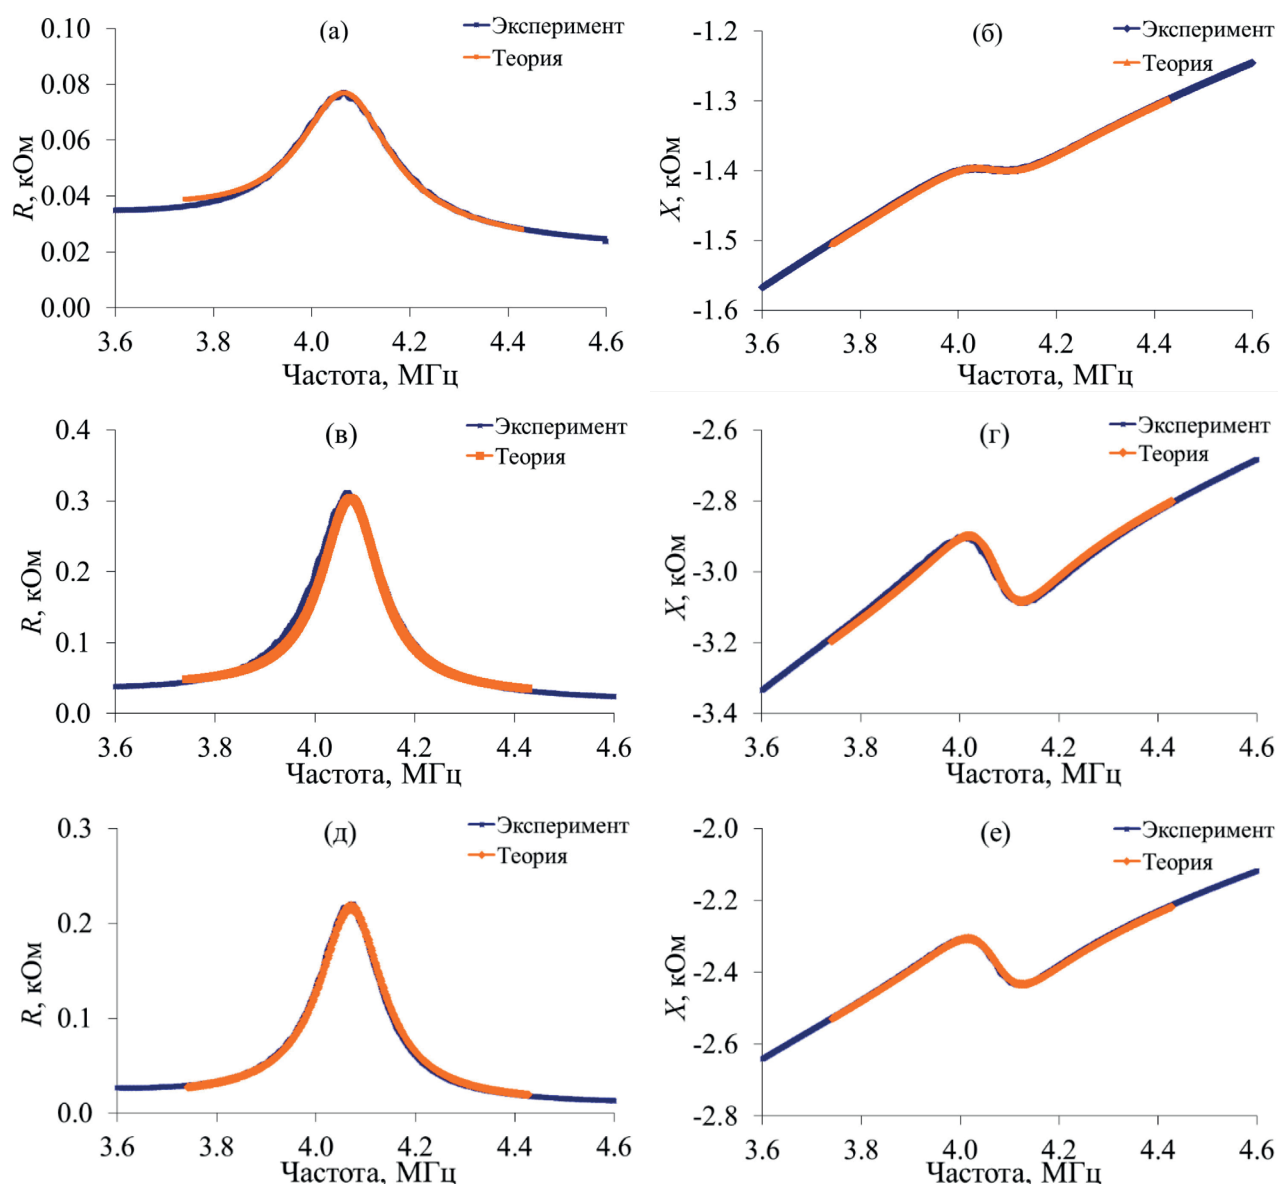 (а)
Эксперимент
Теория
R, кОм
0.10
0.08
0.06
0.04
0.02
0.00
3.6 3.8 4.0 4.2 4.4 4.6
Частота, МГц
(б)
Эксперимент
Теория
X, кОм
-1.2
-1.3
-1.4
-1.5
-1.6
3.6 3.8 4.0 4.2 4.4 4.6
Частота, МГц
(в)
Эксперимент
Теория
R, кОм
0.4
0.3
0.2
0.1
0.0
3.6 3.8 4.0 4.2 4.4 4.6
Частота, МГц
(г)
Эксперимент
Теория
X, кОм
-2.6
-2.8
-3.0
-3.2
-3.4
3.6 3.8 4.0 4.2 4.4 4.6
Частота, МГц
(д)
Эксперимент
Теория
R, кОм
0.3
0.2
0.1
0.0
3.6 3.8 4.0 4.2 4.4 4.6
Частота, МГц
(е)
Эксперимент
Теория
X, кОм
-2.0
-2.2
-2.4
-2.6
-2.8
3.6 3.8 4.0 4.2 4.4 4.6
Частота, МГц